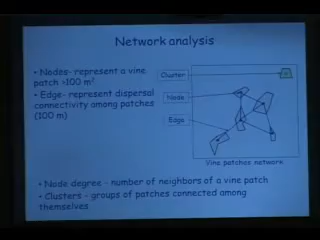 Network analysis
• Nodes- represent a vine
patch >100 m²
• Edge- represent dispersal
connectivity among patches
(100 m)
Cluster
Node
Edge
Vine patches network
• Node degree - number of neighbors of a vine patch
• Clusters - groups of patches connected among
themselves